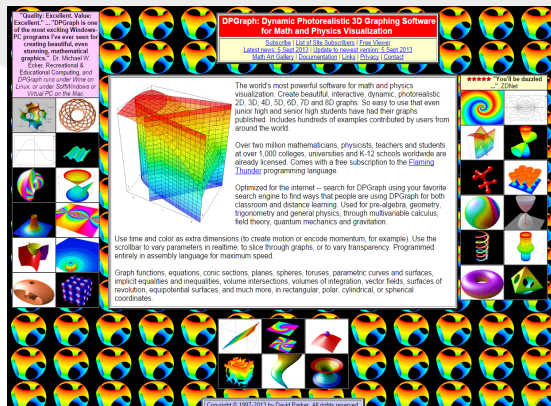 "Quality: Excellent. Value:
Excellent." ... "DPGraph is one
of the most exciting Windows-
PC programs I've ever seen for
creating beautiful, even
stunning, mathematical
graphics.". Dr. Michael W.
Ecker, Recreational &
Educational Computing, and
DPGraph runs under Wine on
Linux, or under SoftWindows or
Virtual PC on the Mac.
DPGraph: Dynamic Photorealistic 3D Graphing Software
for Math and Physics Visualization
Subscribe | List of Site Subscribers | Free Viewer
Latest news: 5 Sept 2013 | Update to newest version: 5 Sept 2013
Math Art Gallery | Documentation | Links | Privacy | Contact
The world's most powerful software for math and physics
visualization. Create beautiful, interactive, dynamic, photorealistic
2D, 3D, 4D, 5D, 6D, 7D and 8D graphs. So easy to use that even
junior high and senior high students have had their graphs
published. Includes hundreds of examples contributed by users from
around the world.
Over two million mathematicians, physicists, teachers and students
at over 1,000 colleges, universities and K-12 schools worldwide are
already licensed. Comes with a free subscription to the Flaming
Thunder programming language.
Optimized for the internet -- search for DPGraph using your favorite
search engine to find ways that people are using DPGraph for both
classroom and distance learning. Used for pre-algebra, geometry,
trigonometry and general physics, through multivariable calculus,
field theory, quantum mechanics and gravitation.
Use time and color as extra dimensions (to create motion or encode momentum, for example). Use the
scrollbar to vary parameters in realtime, to slice through graphs, or to vary transparency. Programmed
entirely in assembly language for maximum speed.
Graph functions, equations, conic sections, planes, spheres, toruses, parametric curves and surfaces,
implicit equalities and inequalities, volume intersections, volumes of integration, vector fields, surfaces of
revolution, equipotential surfaces, and much more, in rectangular, polar, cylindrical, or spherical
coordinates.
★★★★★ "You'll be dazzled
...", ZDNet
Copyright © 1997-2013 by David Parker. All rights reserved.